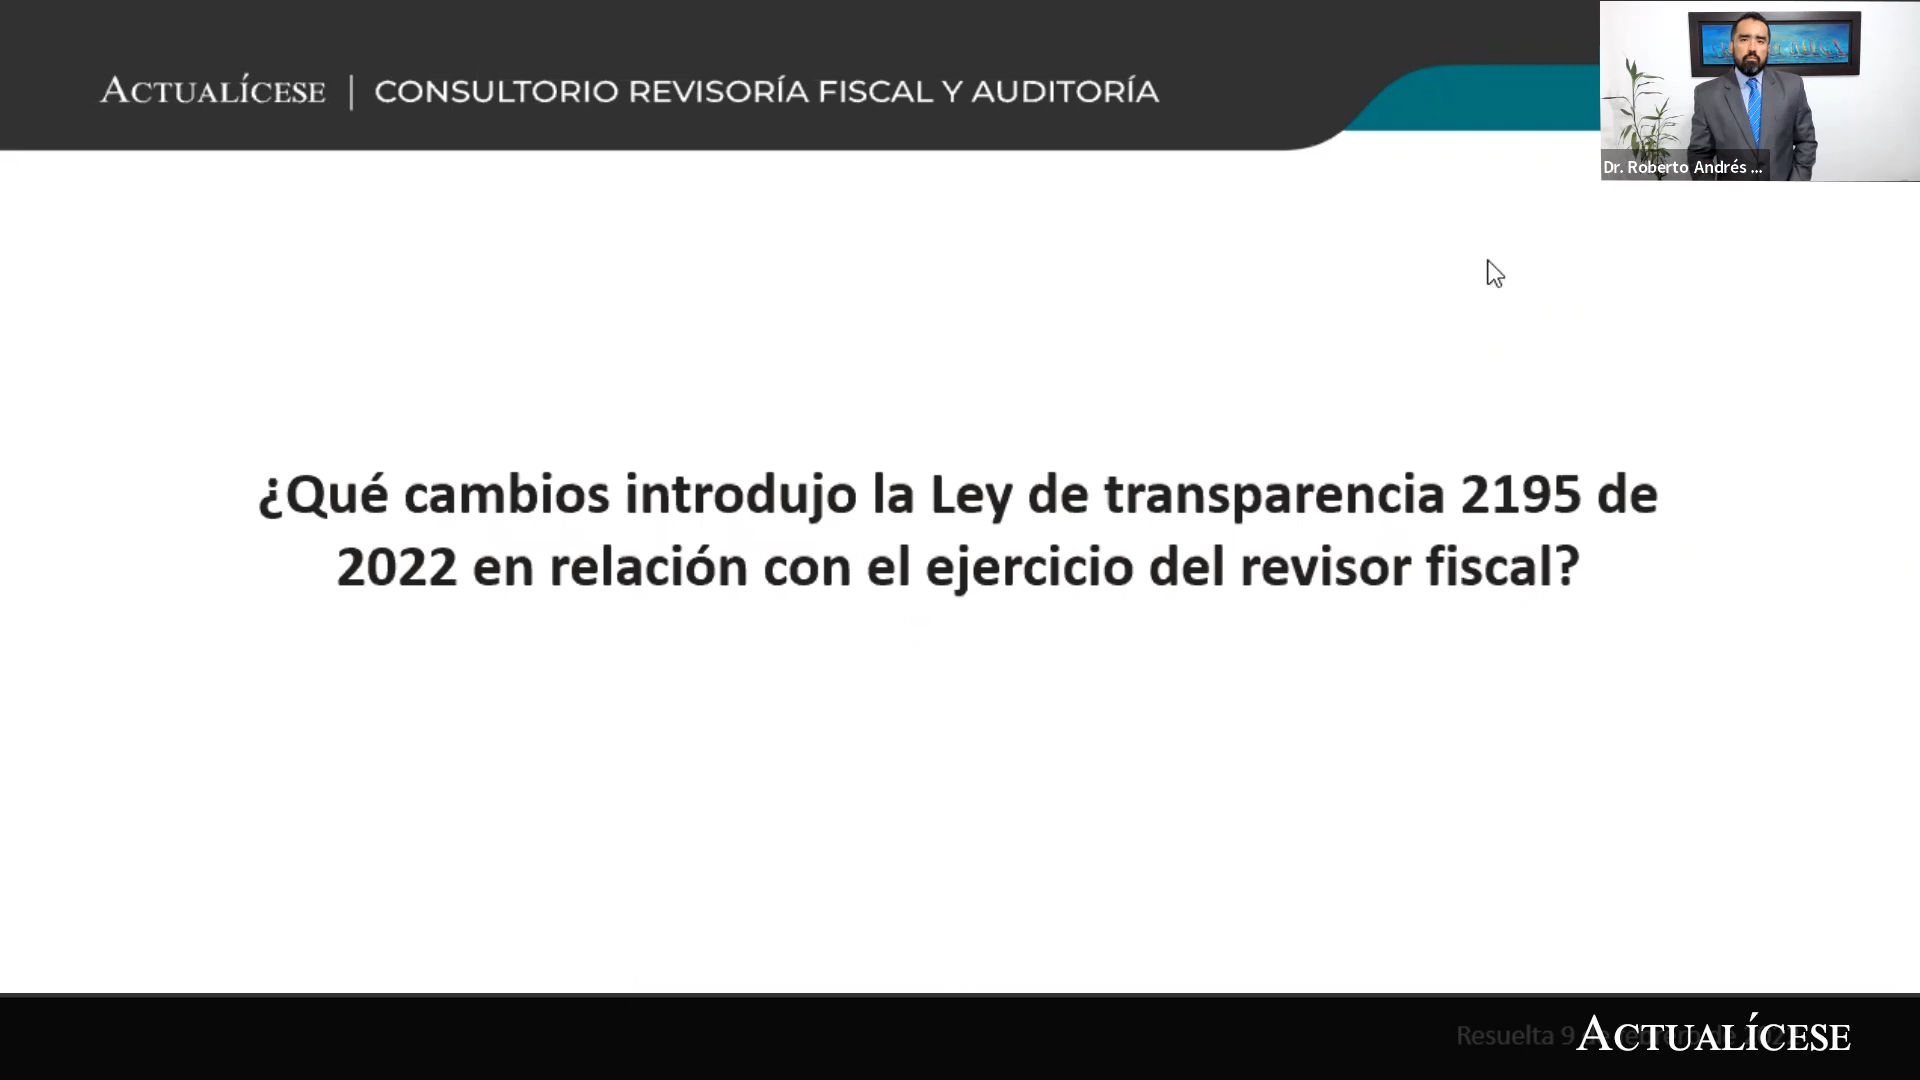 ACTUALÍCESE | CONSULTORIO REVISORÍA FISCAL Y AUDITORÍA
Dr. Roberto Andrés ...
¿Qué cambios introdujo la Ley de transparencia 2195 de
2022 en relación con el ejercicio del revisor fiscal?
Resuelta 9
ACTUALÍCESE